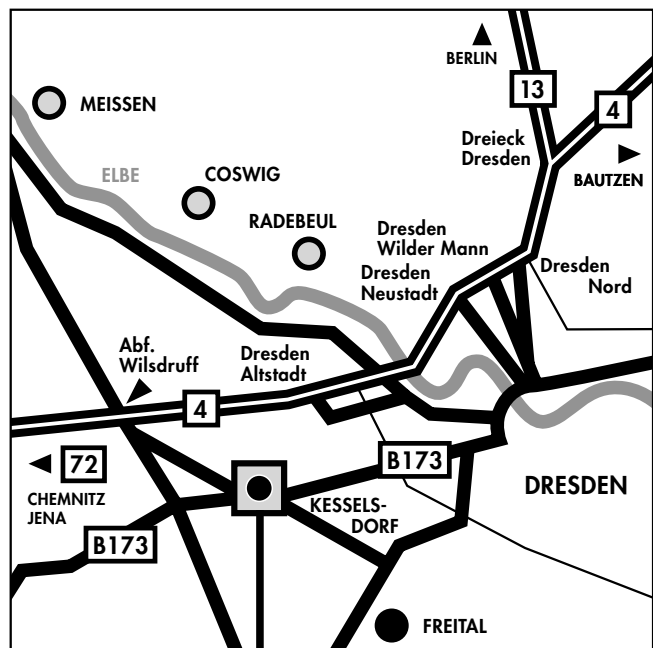 BERLIN
13
4
MEISSEN
Dreieck
Dresden
BAUTZEN
ELBE
COSWIG
RADEBEUL
Dresden
Wilder Mann
Dresden
Neustadt
Dresden
Nord
Abf.
Wilsdruff
Dresden
Altstadt
4
72
CHEMNITZ
JENA
B173
KESSELS-
DORF
DRESDEN
B173
FREITAL